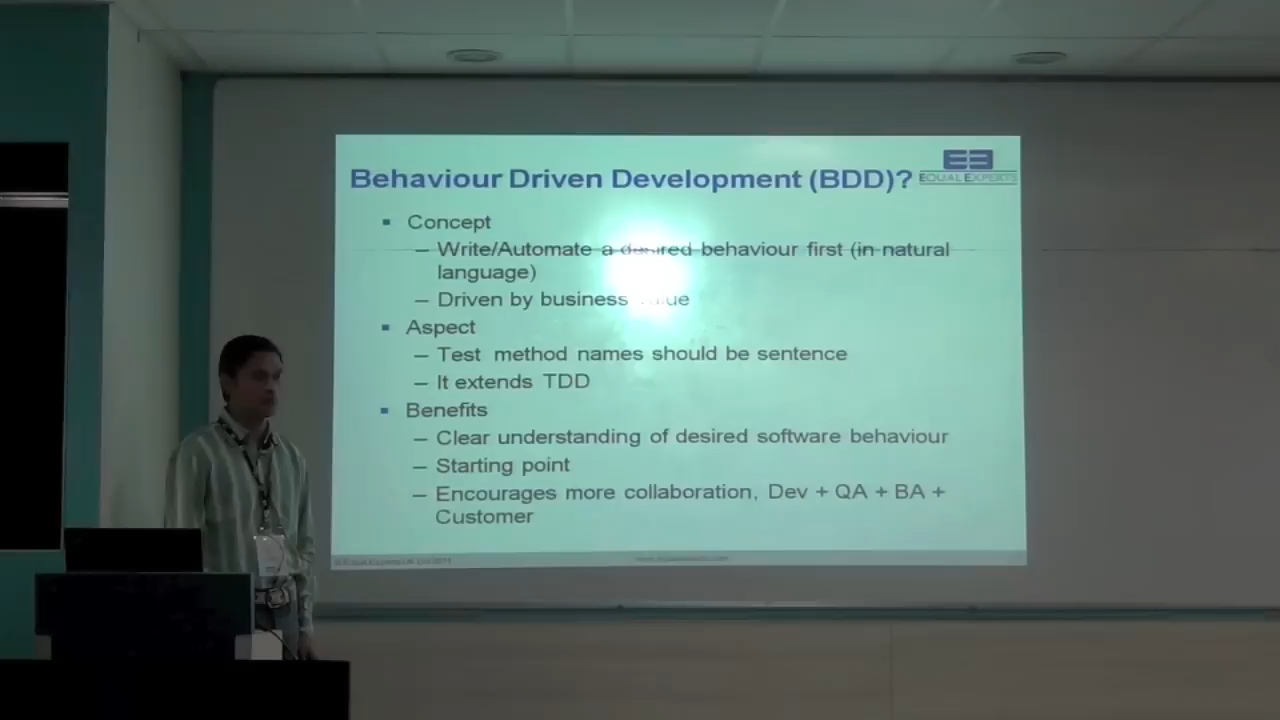 Behaviour Driven Development (BDD)?
EQUAL EXPERTS
▪ Concept
– Write/Automate a desired behaviour first (in natural
language)
– Driven by business value
▪ Aspect
– Test method names should be sentence
– It extends TDD
▪ Benefits
– Clear understanding of desired software behaviour
– Starting point
– Encourages more collaboration, Dev + QA + BA +
Customer